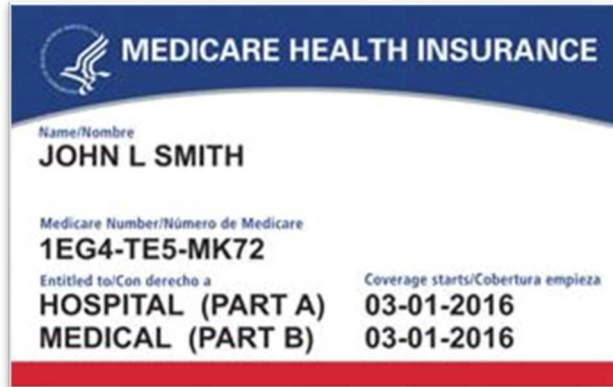 MEDICARE HEALTH INSURANCE
Name/Nombre
JOHN L SMITH
Medicare Number/Número de Medicare
1EG4-TE5-MK72
Entitled to/Con derecho a Coverage starts/Cobertura empieza
HOSPITAL (PART A) 03-01-2016
MEDICAL (PART B) 03-01-2016